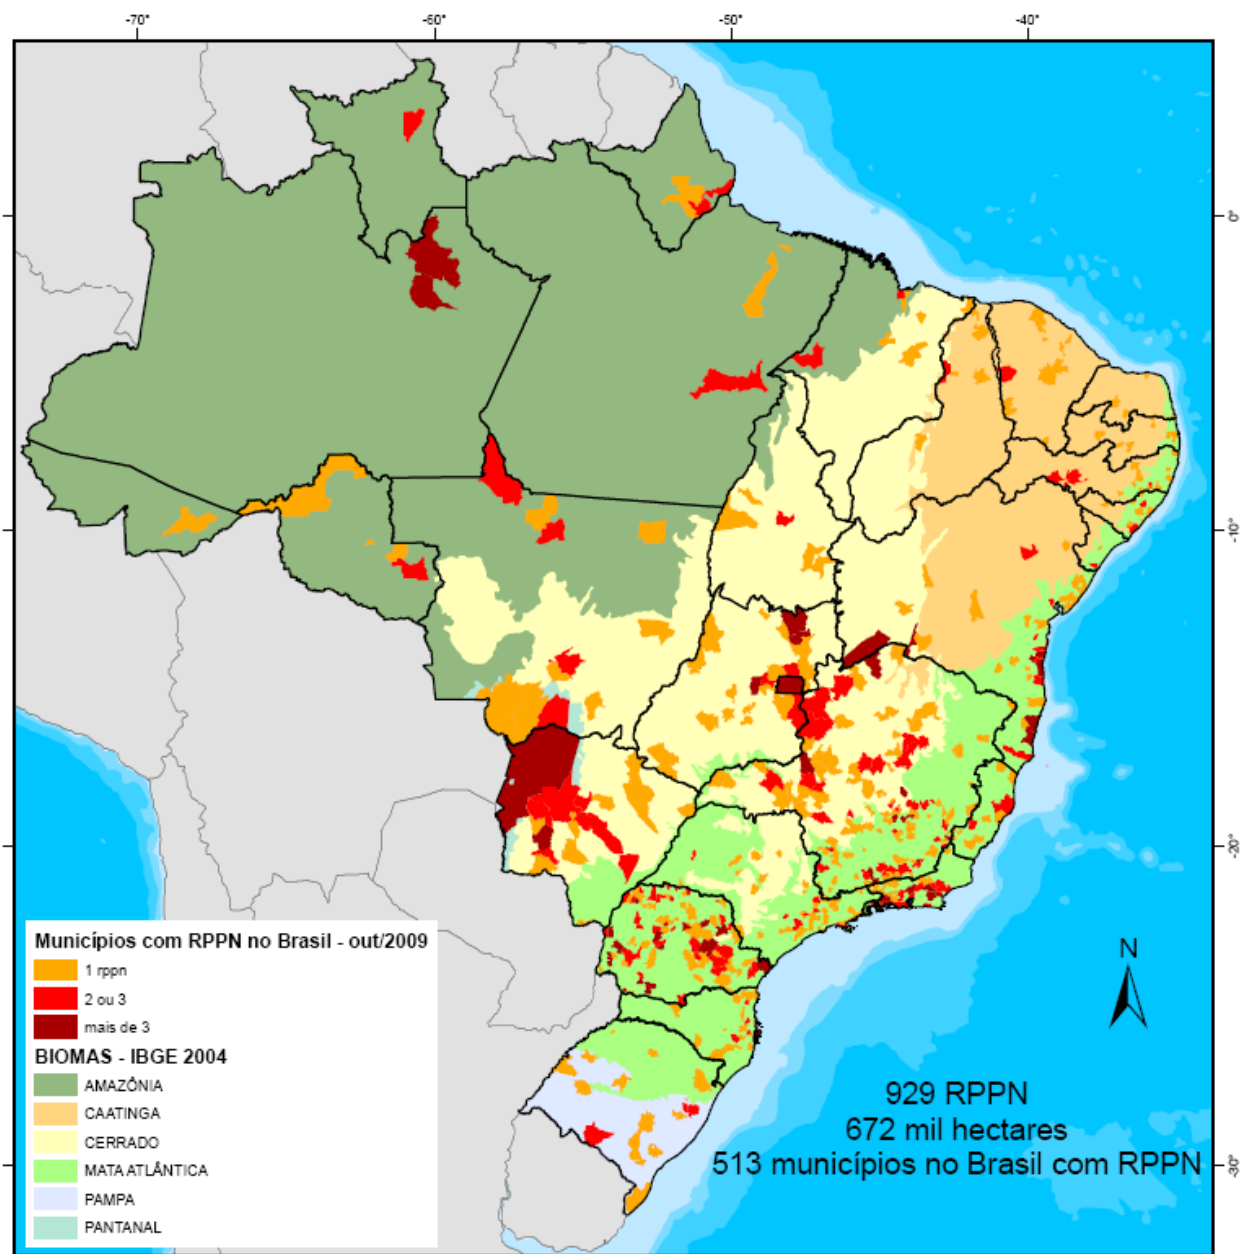 -70°
-60°
-50°
-40°
0°
-10°
-20°
-30°
Municípios com RPPN no Brasil - out/2009
1 rppn
2 ou 3
mais de 3
BIOMAS - IBGE 2004
AMAZÔNIA
CAATINGA
CERRADO
MATA ATLÂNTICA
PAMPA
PANTANAL
N
929 RPPN
672 mil hectares
513 municípios no Brasil com RPPN